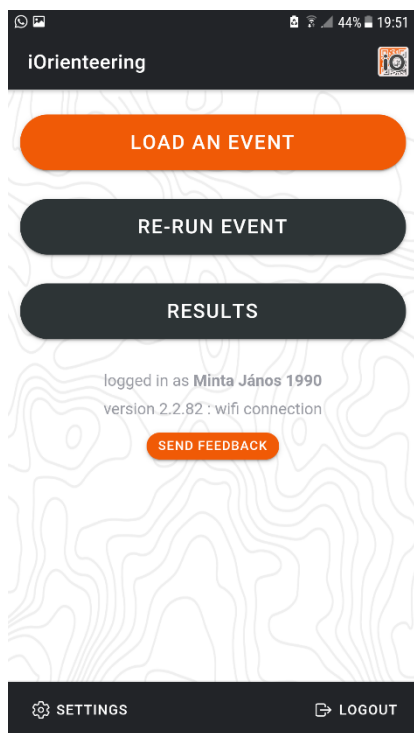 44% 19:51
iOrienteering
iO
LOAD AN EVENT
RE-RUN EVENT
RESULTS
logged in as Minta János 1990
version 2.2.82 : wifi connection
SEND FEEDBACK
SETTINGS
LOGOUT